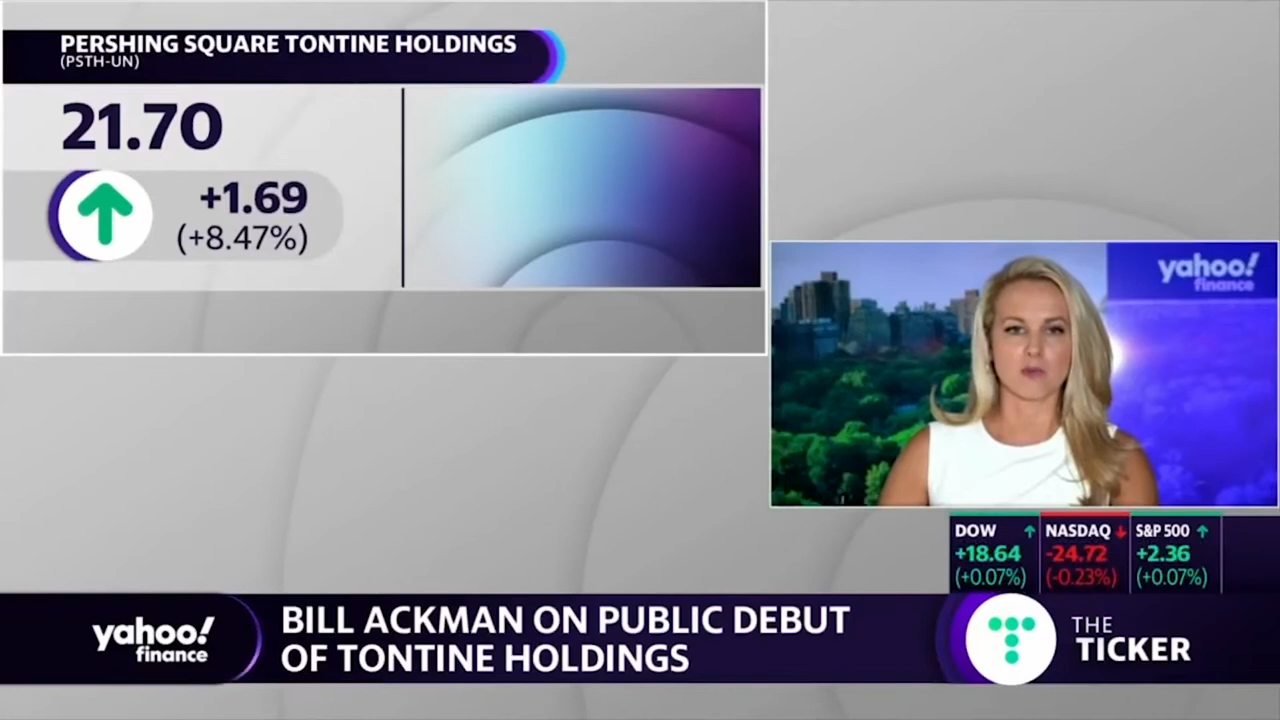 PERSHING SQUARE TONTINE HOLDINGS
(PSTH-UN)
21.70
+1.69
(+8.47%)
yahoo!
finance
DOW
+18.64
(+0.07%)
NASDAQ
-24.72
(-0.23%)
S&P 500
+2.36
(+0.07%)
yahoo!
finance
BILL ACKMAN ON PUBLIC DEBUT
OF TONTINE HOLDINGS
THE
TICKER